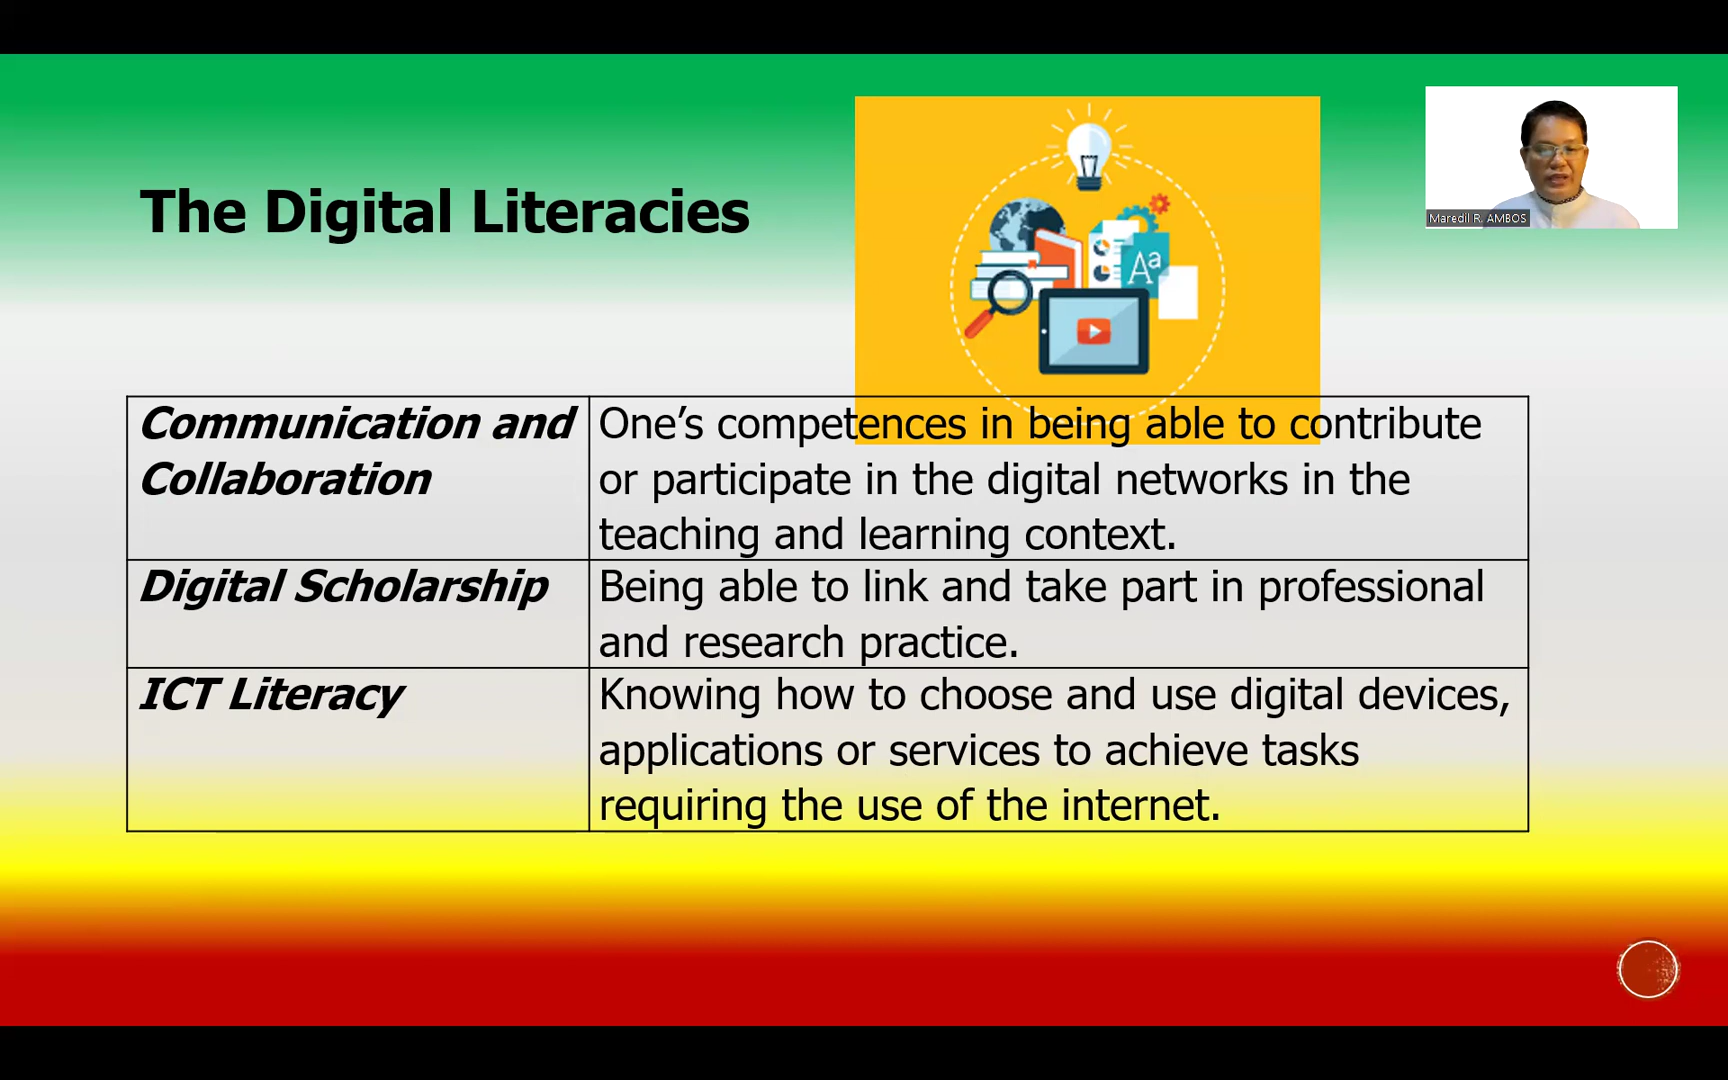 The Digital Literacies
Aa
Maredil R. AMBOS
Communication and
Collaboration
One’s competences in being able to contribute
or participate in the digital networks in the
teaching and learning context.
Digital Scholarship
Being able to link and take part in professional
and research practice.
ICT Literacy
Knowing how to choose and use digital devices,
applications or services to achieve tasks
requiring the use of the internet.